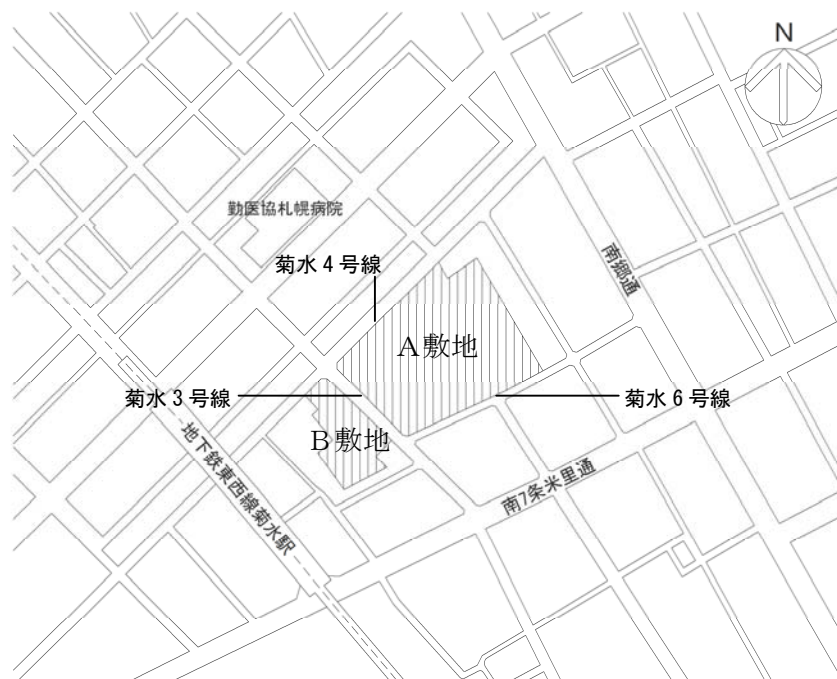 N
勤医協札幌病院
菊水４号線
南郷通
Ａ敷地
菊水３号線
菊水６号線
Ｂ敷地
地下鉄東西線菊水駅
南7条米里通